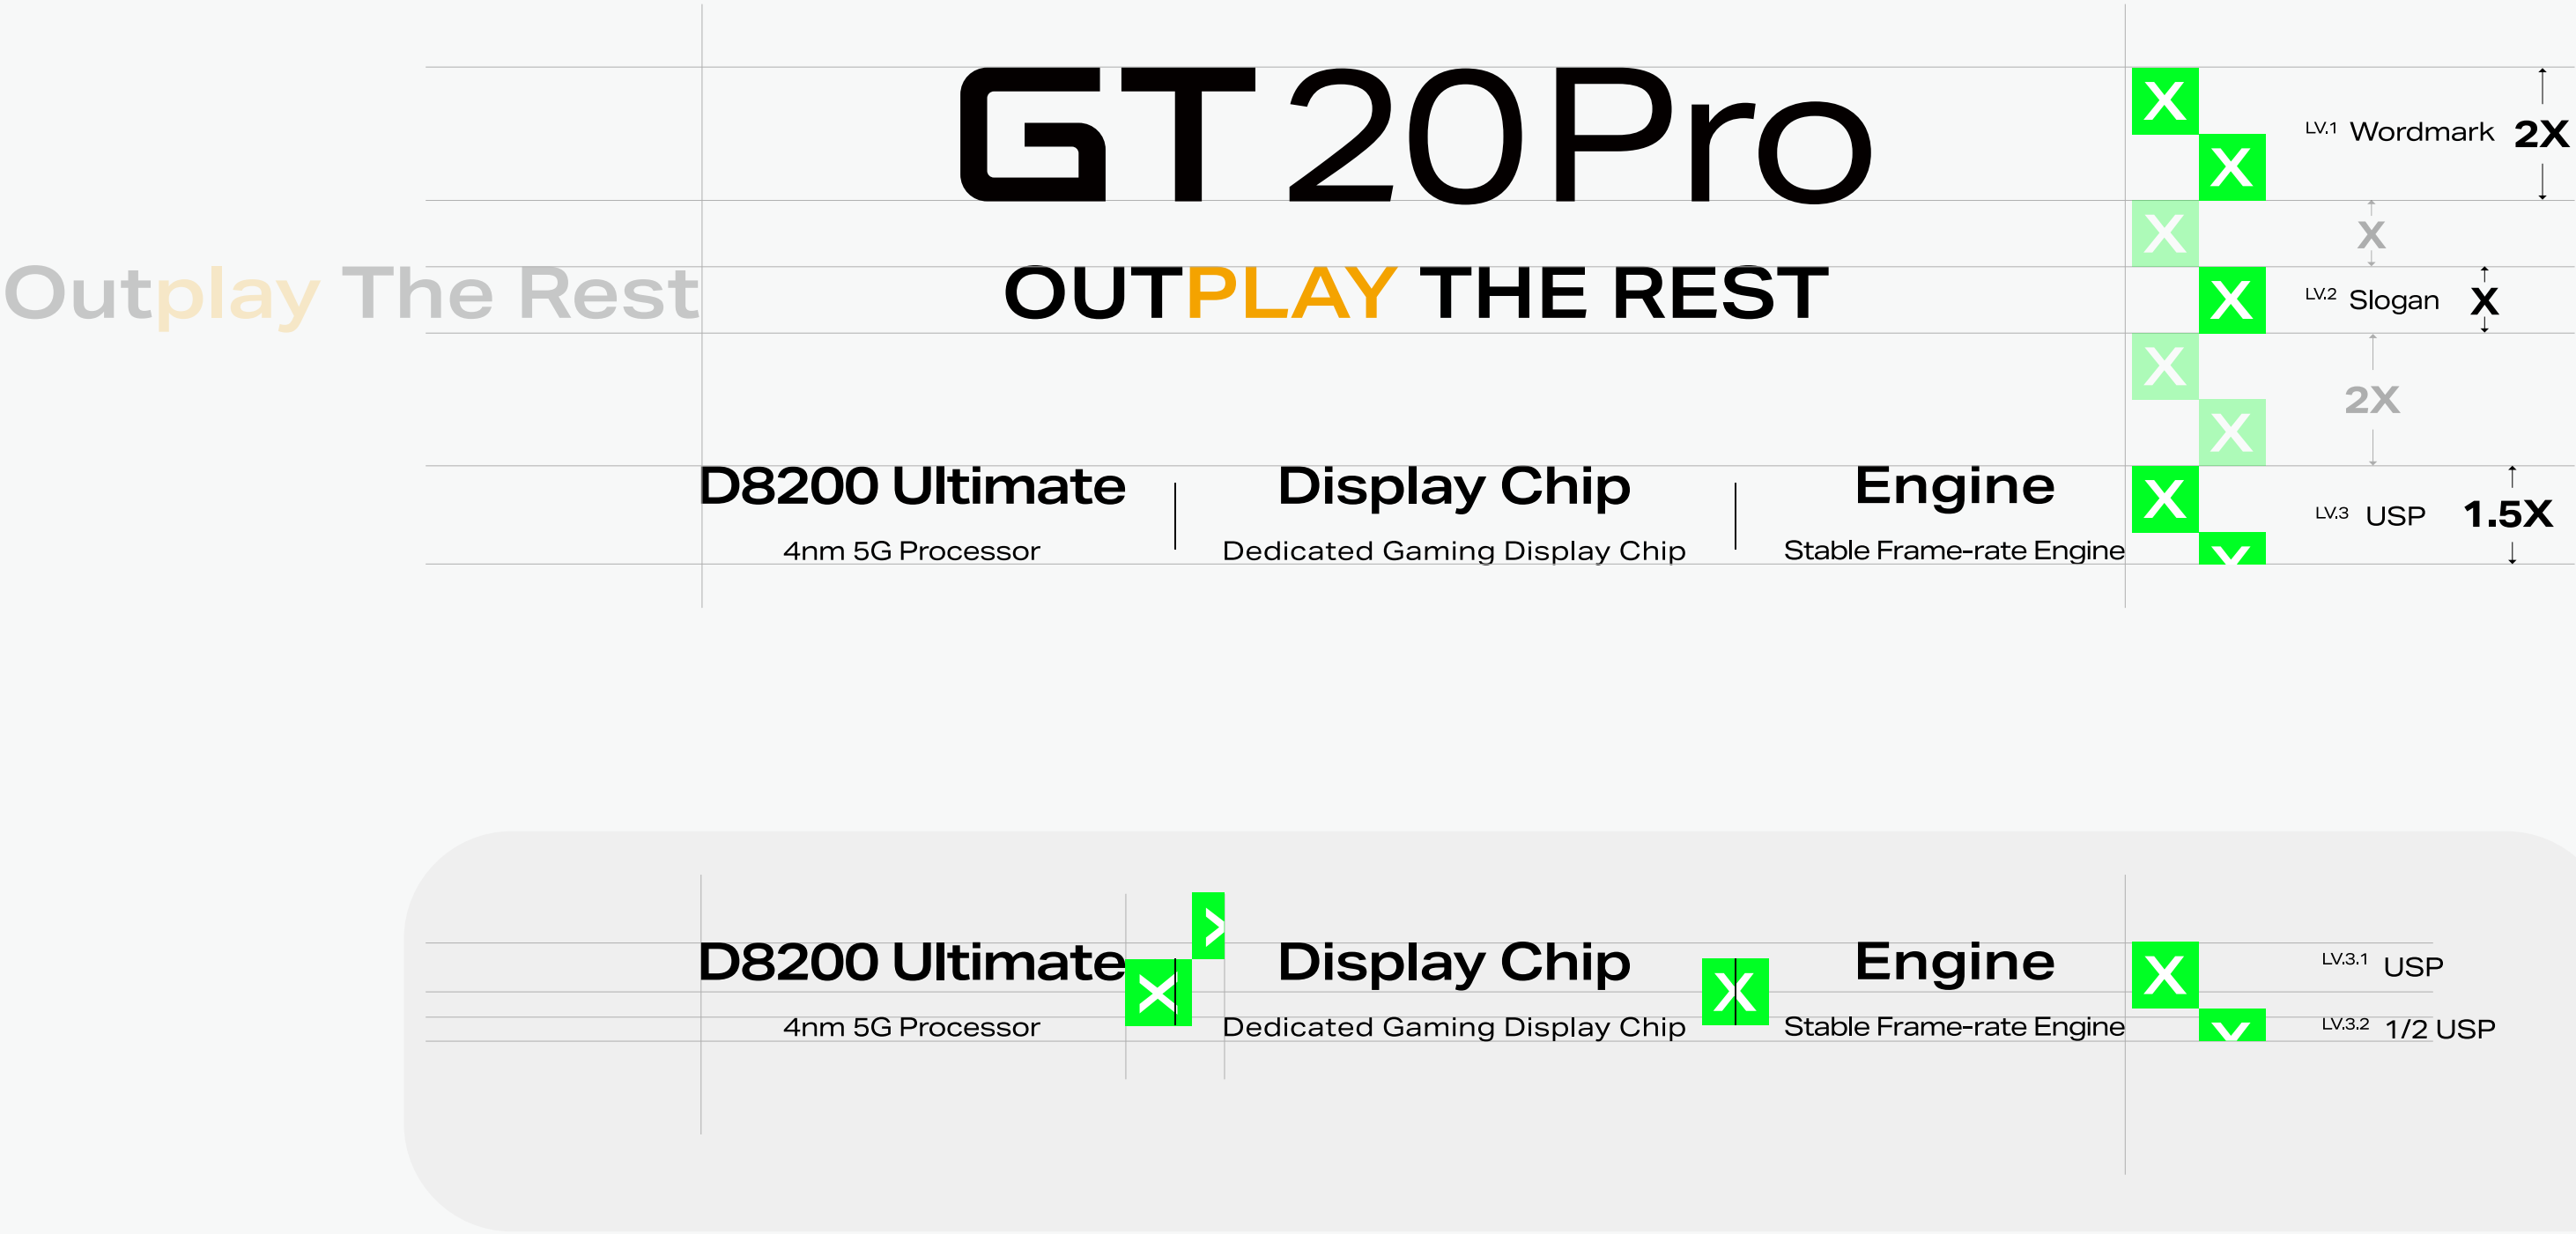 GT 20 Pro
X
X
LV.1 Wordmark 2X
X
X
Outplay The Rest
OUTPLAY THE REST
X
LV.2 Slogan X
X
X
2X
D8200 Ultimate
Display Chip
Engine
4nm 5G Processor
Dedicated Gaming Display Chip
Stable Frame-rate Engine
X
X
LV.3 USP 1.5X
X
D8200 Ultimate
X
Display Chip
X
Engine
4nm 5G Processor
Dedicated Gaming Display Chip
Stable Frame-rate Engine
X
X
LV.3.1 USP
LV.3.2 1/2 USP